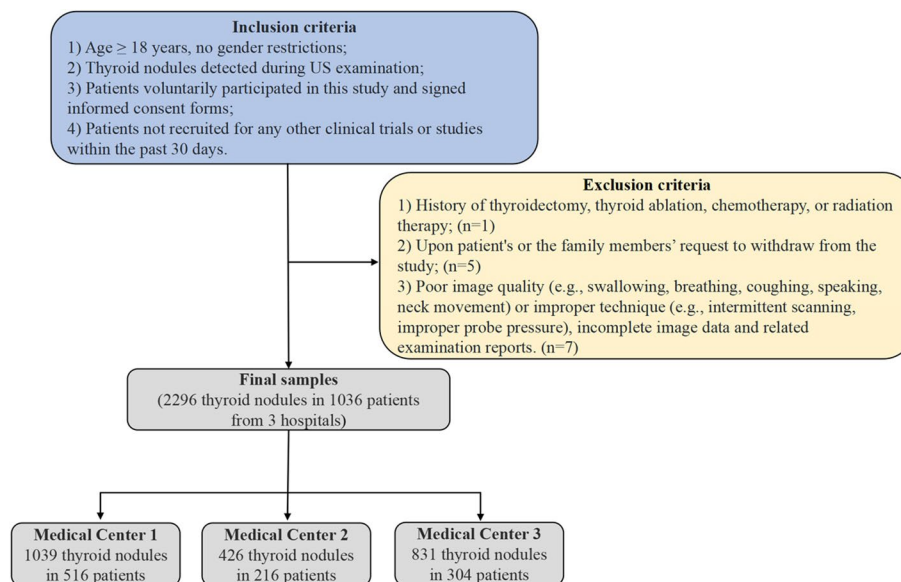 Inclusion criteria
1) Age ≥ 18 years, no gender restrictions;
2) Thyroid nodules detected during US examination;
3) Patients voluntarily participated in this study and signed
informed consent forms;
4) Patients not recruited for any other clinical trials or studies
within the past 30 days.
Exclusion criteria
1) History of thyroidectomy, thyroid ablation, chemotherapy, or radiation
therapy; (n=1)
2) Upon patient's or the family members’ request to withdraw from the
study; (n=5)
3) Poor image quality (e.g., swallowing, breathing, coughing, speaking,
neck movement) or improper technique (e.g., intermittent scanning,
improper probe pressure), incomplete image data and related
examination reports. (n=7)
Final samples
(2296 thyroid nodules in 1036 patients
from 3 hospitals)
Medical Center 1
1039 thyroid nodules
in 516 patients
Medical Center 2
426 thyroid nodules
in 216 patients
Medical Center 3
831 thyroid nodules
in 304 patients